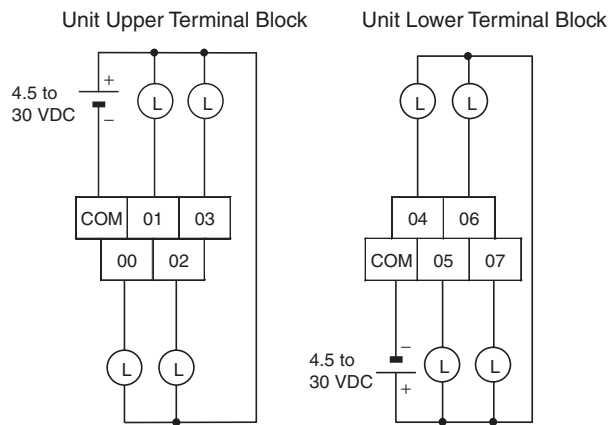 Unit Upper Terminal Block
Unit Lower Terminal Block
4.5 to
30 VDC
+
−
L
L
COM
01
03
00
02
L
L
L
L
04
06
COM
05
07
4.5 to
30 VDC
−
+
L
L